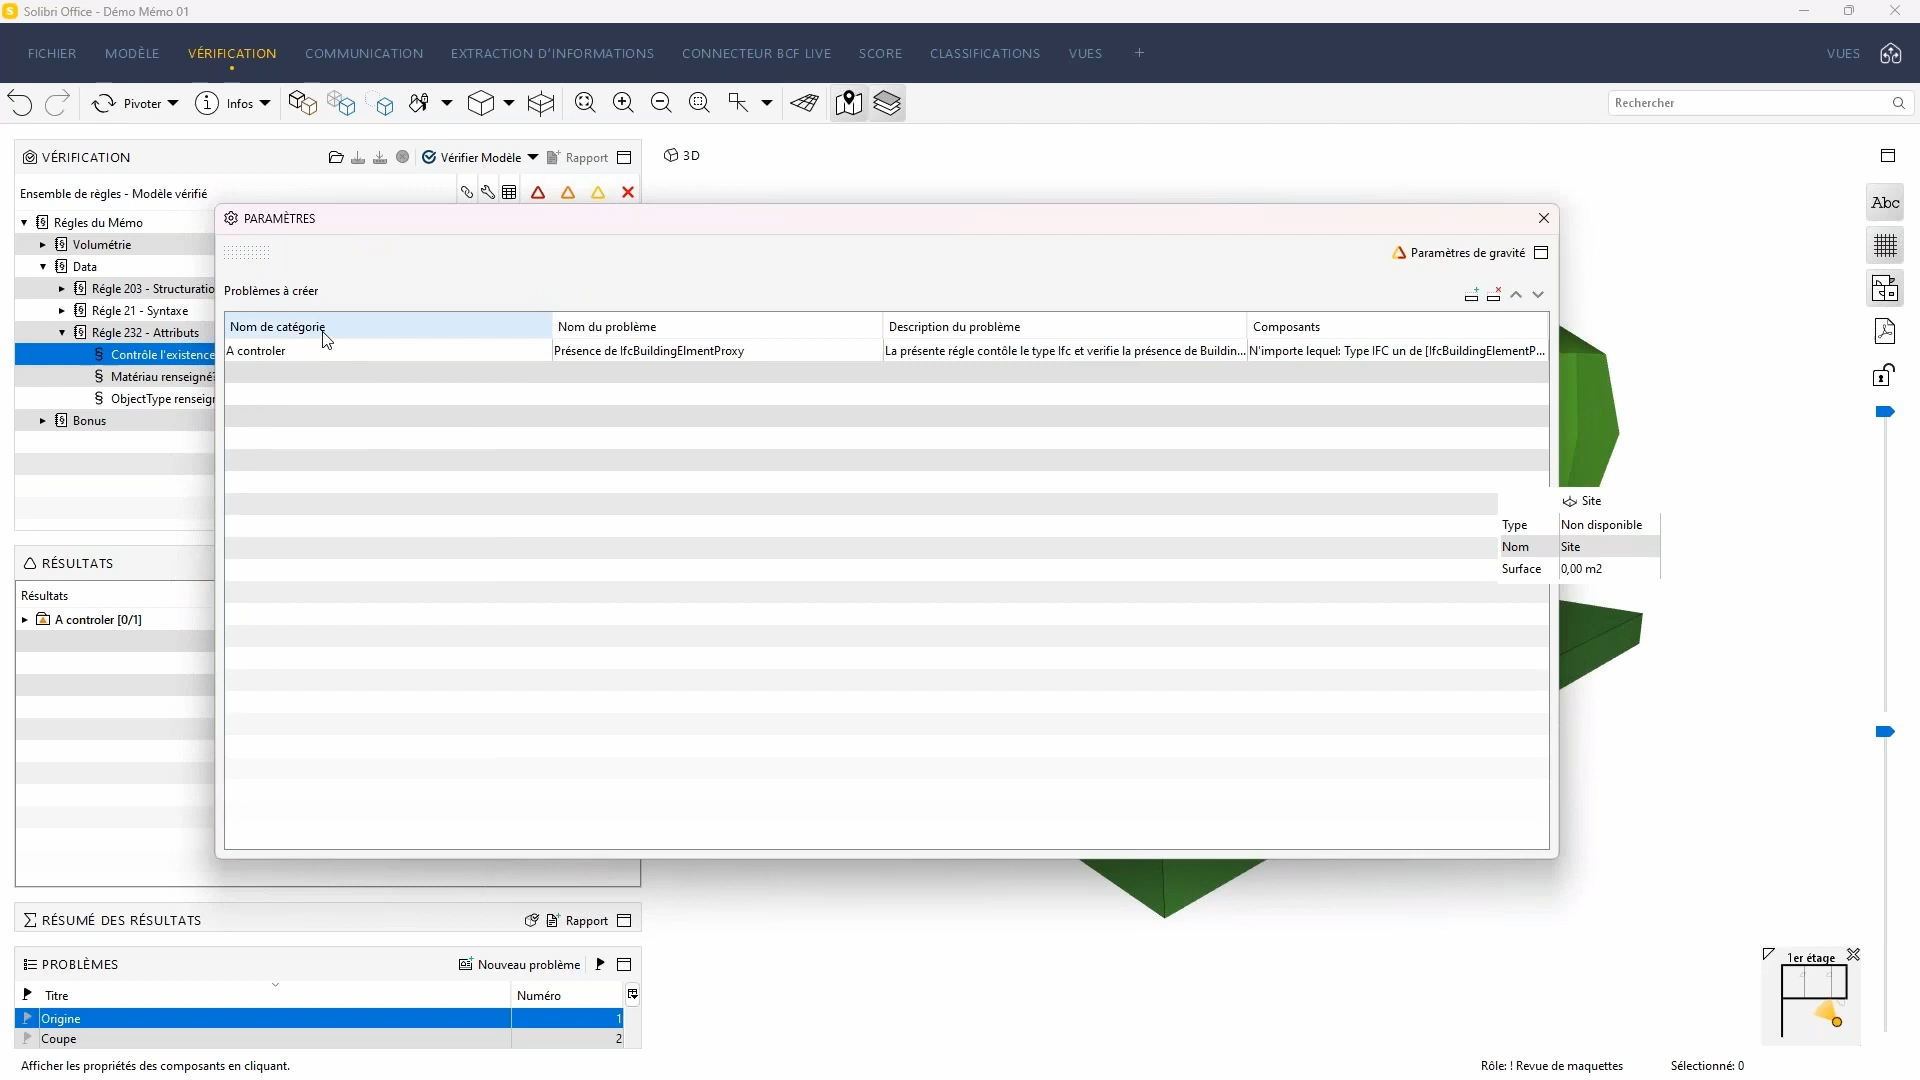 Solibri Office - Démo Mémo 01
FICHIER MODÈLE VÉRIFICATION COMMUNICATION EXTRACTION D'INFORMATIONS CONNECTEUR BCF LIVE SCORE CLASSIFICATIONS VUES + VUES
Pivoter Infos Rechercher
VÉRIFICATION Vérifier Modèle Rapport
3D
Ensemble de règles - Modèle vérifié
Abc
Régles du Mémo
Volumétrie
Data
Régle 203 - Structuratio
Régle 21 - Syntaxe
Régle 232 - Attributs
Contrôle l'existence
Matériau renseigné?
ObjectType renseign
Bonus
PARAMÈTRES
Paramètres de gravité
Problèmes à créer
Nom de catégorie Nom du problème Description du problème Composants
A controler Présence de IfcBuildingElmentProxy La présente régle contôle le type Ifc et verifie la présence de Buildin... N'importe lequel: Type IFC un de [IfcBuildingElementP...
Site
Type Non disponible
Nom Site
Surface 0,00 m2
RÉSULTATS
Résultats
A controler [0/1]
RÉSUMÉ DES RÉSULTATS Rapport
PROBLÈMES Nouveau problème
Titre Numéro
Origine 1
Coupe 2
1er étage
Afficher les propriétés des composants en cliquant. Rôle: ! Revue de maquettes Sélectionné: 0